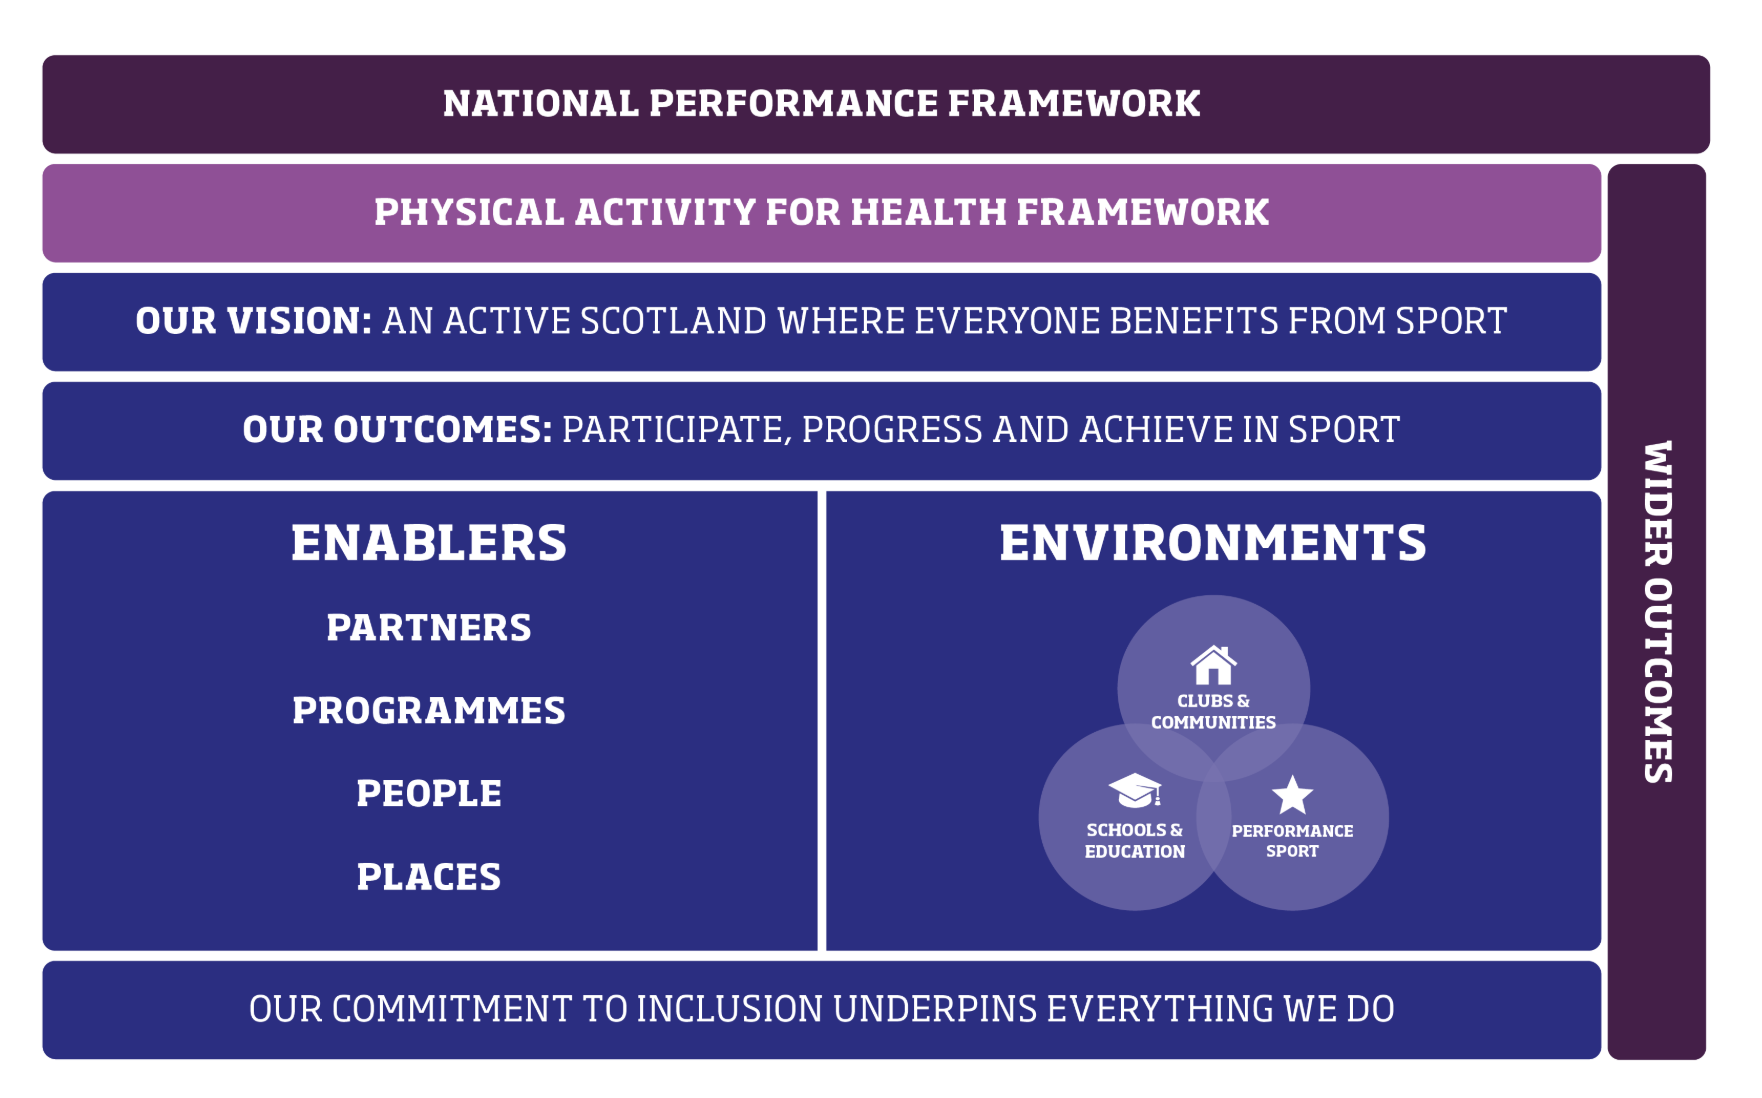 NATIONAL PERFORMANCE FRAMEWORK
PHYSICAL ACTIVITY FOR HEALTH FRAMEWORK
OUR VISION: AN ACTIVE SCOTLAND WHERE EVERYONE BENEFITS FROM SPORT
OUR OUTCOMES: PARTICIPATE, PROGRESS AND ACHIEVE IN SPORT
ENABLERS
PARTNERS
PROGRAMMES
PEOPLE
PLACES
ENVIRONMENTS
CLUBS &
COMMUNITIES
SCHOOLS &
EDUCATION
PERFORMANCE
SPORT
OUR COMMITMENT TO INCLUSION UNDERPINS EVERYTHING WE DO
WIDER OUTCOMES